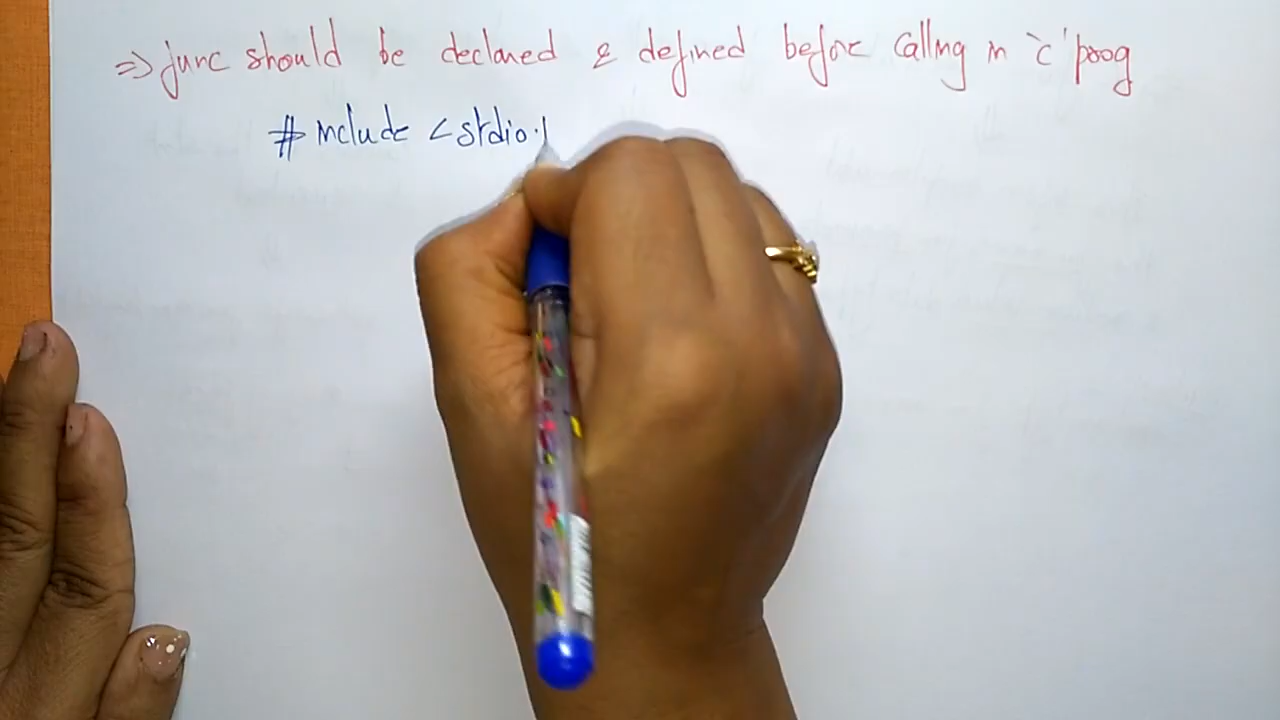 => func should be declared & defined before calling in 'c' prog
# include <stdio.h